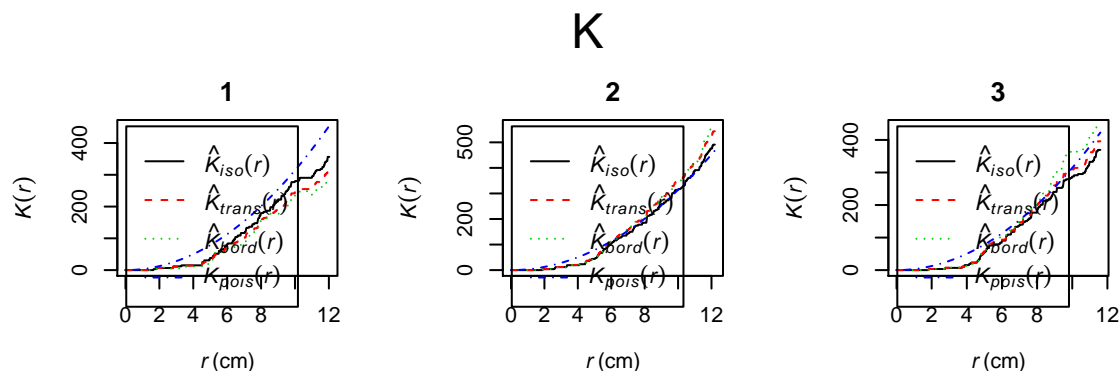 K
1
K(r)
0 200 400
K̂iso(r)
K̂trans(r)
K̂bord(r)
Kpois(r)
0 2 4 6 8 12
r (cm)
2
K(r)
0 200 500
K̂iso(r)
K̂trans(r)
K̂bord(r)
Kpois(r)
0 2 4 6 8 12
r (cm)
3
K(r)
0 200 400
K̂iso(r)
K̂trans(r)
K̂bord(r)
Kpois(r)
0 2 4 6 8 12
r (cm)